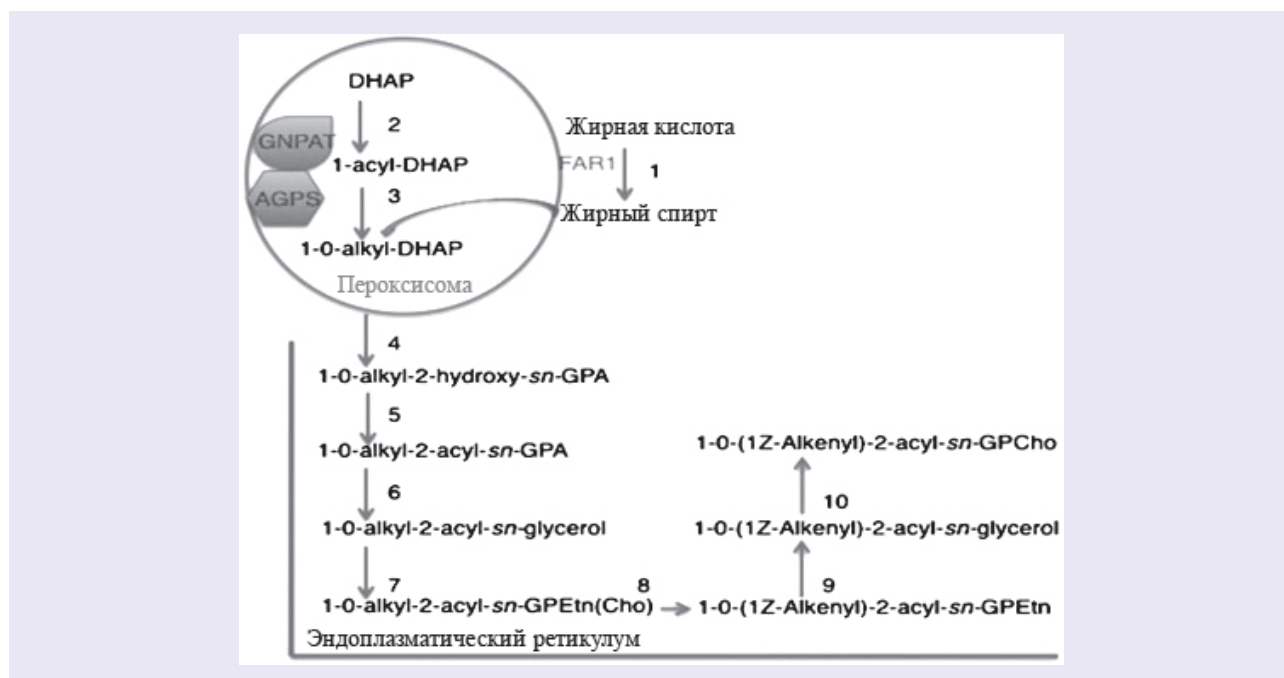 DHAP
2
GNPAT
1-acyl-DHAP
AGPS
3
1-0-alkyl-DHAP
Пероксисома
Жирная кислота
FAR1
1
Жирный спирт
4
1-0-alkyl-2-hydroxy-sn-GPA
5
1-0-alkyl-2-acyl-sn-GPA
6
1-0-alkyl-2-acyl-sn-glycerol
7
1-0-alkyl-2-acyl-sn-GPEtn(Cho)
8
1-0-(1Z-Alkenyl)-2-acyl-sn-GPEtn
9
1-0-(1Z-Alkenyl)-2-acyl-sn-glycerol
10
1-0-(1Z-Alkenyl)-2-acyl-sn-GPCho
Эндоплазматический ретикулум